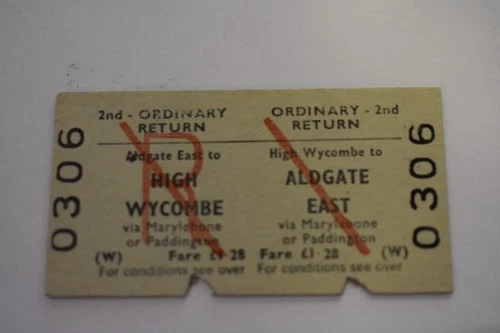 2nd - ORDINARY
RETURN
Aldgate East to
HIGH
WYCOMBE
via Marylebone
or Paddington
(W) Fare £1·28
For conditions see over
0306
ORDINARY - 2nd
RETURN
High Wycombe to
ALDGATE
EAST
via Marylebone
or Paddington
Fare £1·28 (W)
For conditions see over
0306
R